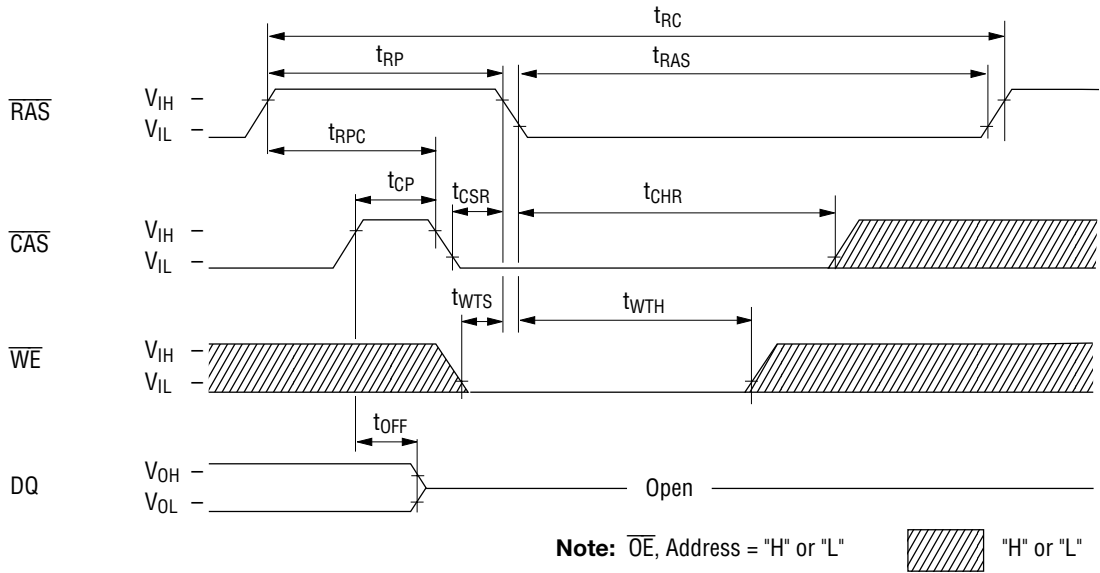 tRC
tRP
tRAS
RAS
VIH
VIL
tRPC
tCP
tCSR
tCHR
CAS
VIH
VIL
tWTS
tWTH
WE
VIH
VIL
tOFF
DQ
VOH
VOL
Open
Note: OE, Address = "H" or "L"
"H" or "L"